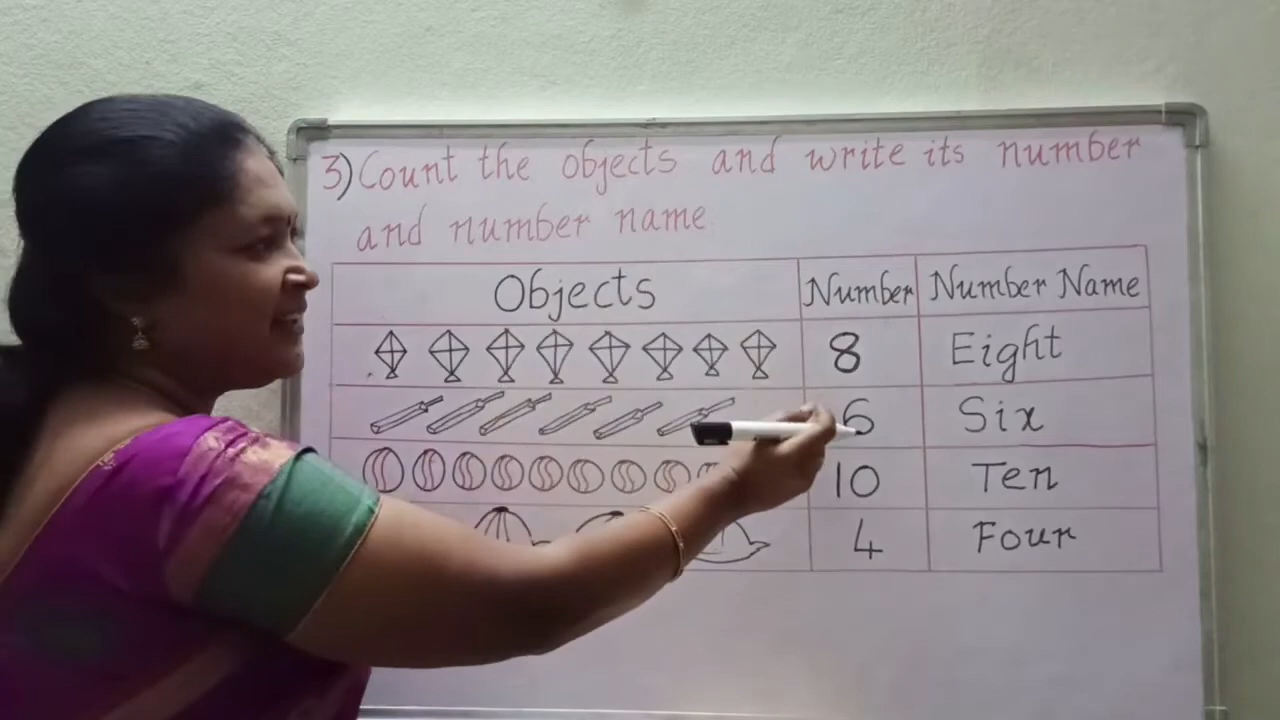 3) Count the objects and write its number
and number name
Objects Number Number Name
8 Eight
6 Six
10 Ten
4 Four